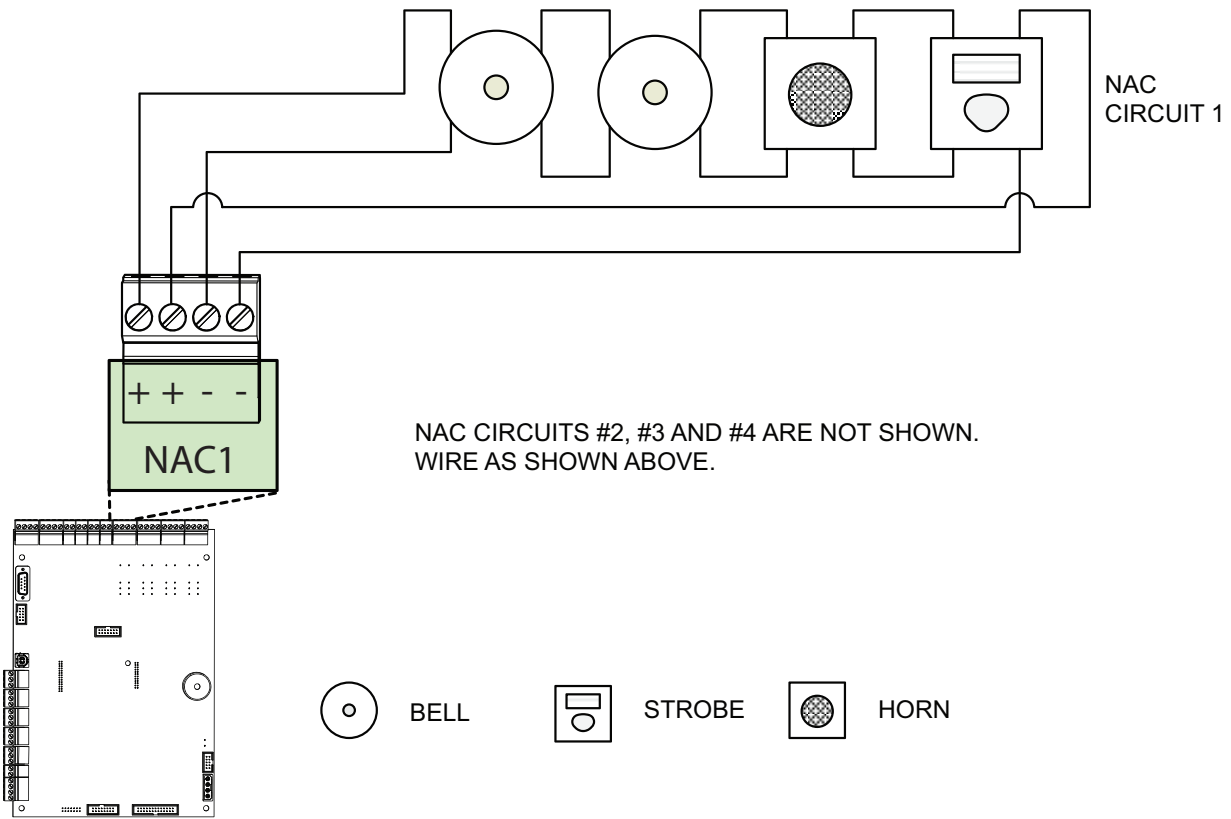 NAC
CIRCUIT 1
+ + - -
NAC1
NAC CIRCUITS #2, #3 AND #4 ARE NOT SHOWN.
WIRE AS SHOWN ABOVE.
BELL
STROBE
HORN